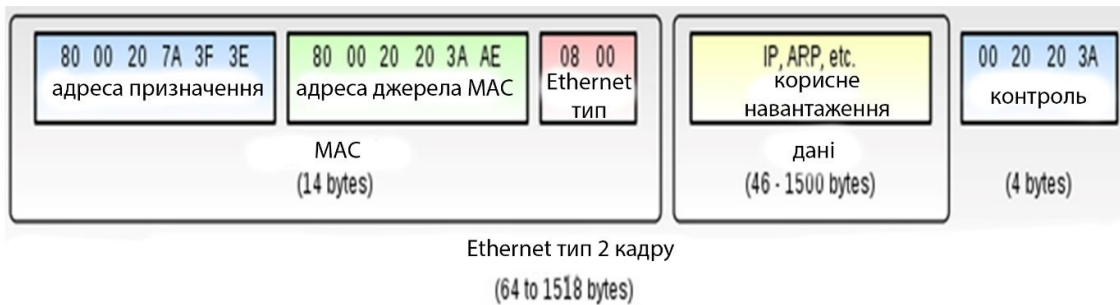 80 00 20 7A 3F 3E
адреса призначення
80 00 20 20 3A AE
адреса джерела MAC
08 00
Ethernet
тип
IP, ARP, etc.
корисне
навантаження
00 20 20 3A
контроль
MAC
(14 bytes)
дані
(46 - 1500 bytes)
(4 bytes)
Ethernet тип 2 кадру
(64 to 1518 bytes)